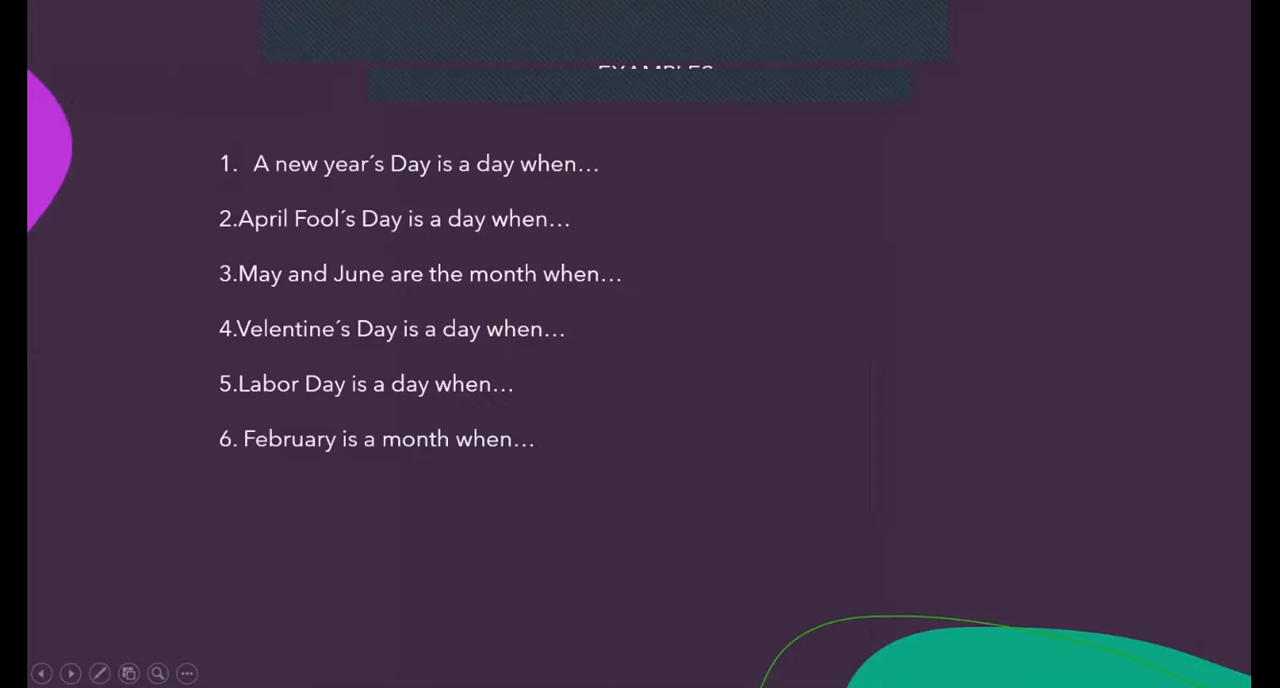 EXAMPLES
1. A new year´s Day is a day when…
2.April Fool´s Day is a day when…
3.May and June are the month when…
4.Velentine´s Day is a day when…
5.Labor Day is a day when…
6. February is a month when…